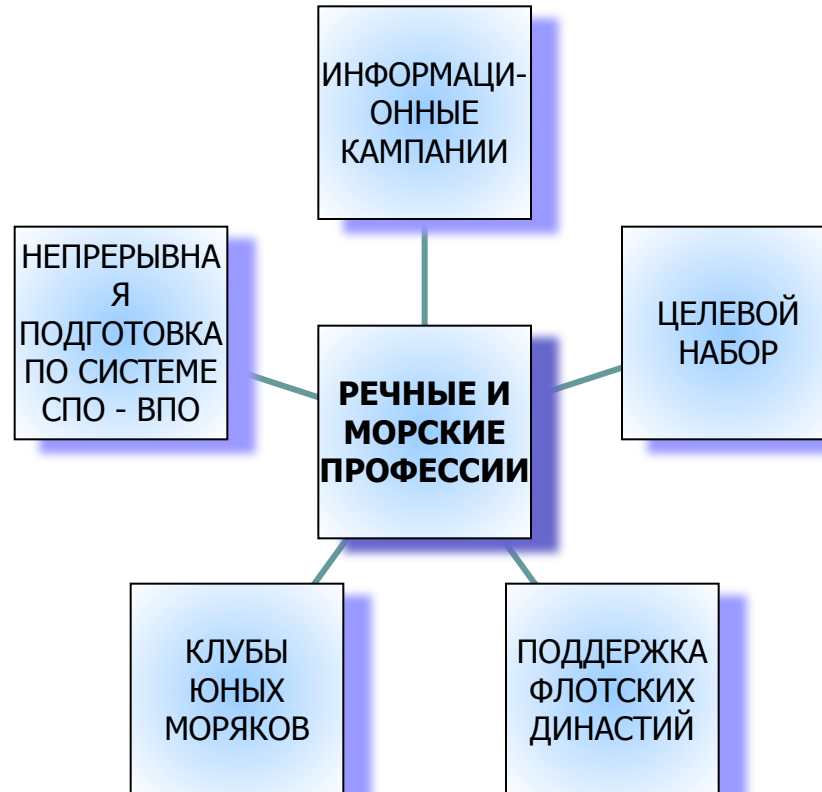 ИНФОРМАЦИ-
ОННЫЕ
КАМПАНИИ
НЕПРЕРЫВНА
Я
ПОДГОТОВКА
ПО СИСТЕМЕ
СПО - ВПО
ЦЕЛЕВОЙ
НАБОР
РЕЧНЫЕ И
МОРСКИЕ
ПРОФЕССИИ
КЛУБЫ
ЮНЫХ
МОРЯКОВ
ПОДДЕРЖКА
ФЛОТСКИХ
ДИНАСТИЙ